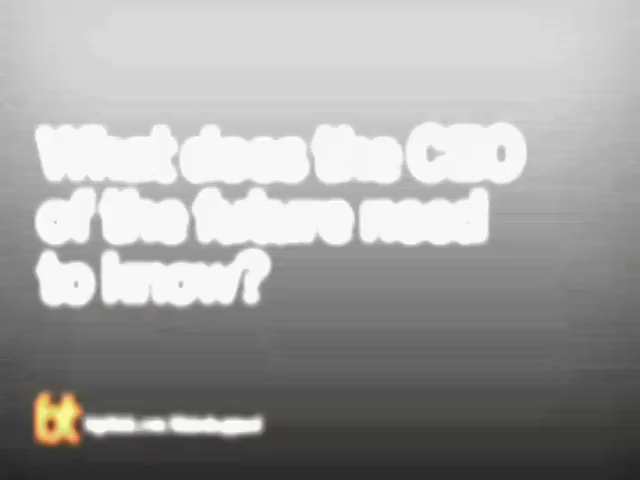 What does the CEO
of the future need
to know?
bt